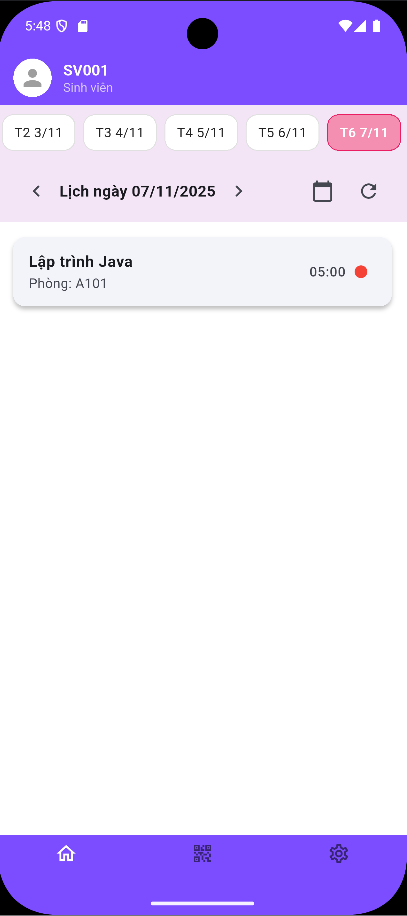 5:48
SV001
Sinh viên
T2 3/11
T3 4/11
T4 5/11
T5 6/11
T6 7/11
Lịch ngày 07/11/2025
Lập trình Java
05:00
Phòng: A101